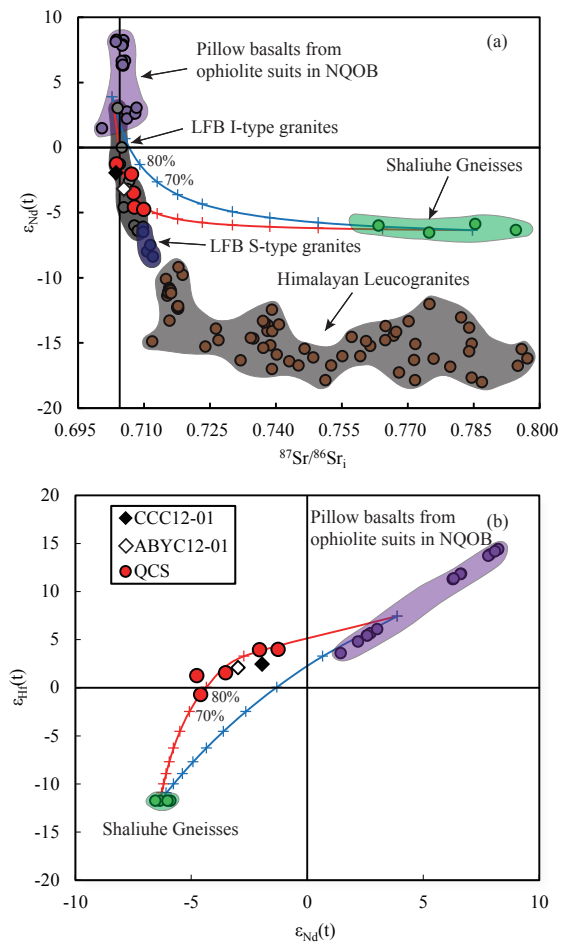 10
(a)
Pillow basalts from
ophiolite suits in NQOB
5
LFB I-type granites
0
80%
70%
Shaliuhe Gneisses
εNd(t)
-5
LFB S-type granites
-10
Himalayan Leucogranites
-15
-20
0.695 0.710 0.725 0.740 0.755 0.775 0.785 0.800
⁸⁷Sr/⁸⁶Sri
20
CCC12-01
Pillow basalts from
(b)
15
ABYC12-01
ophiolite suits in NQOB
QCS
10
5
εHf(t)
0
80%
70%
-5
-10
Shaliuhe Gneisses
-15
-20
-10 -5 0 5 10
εNd(t)